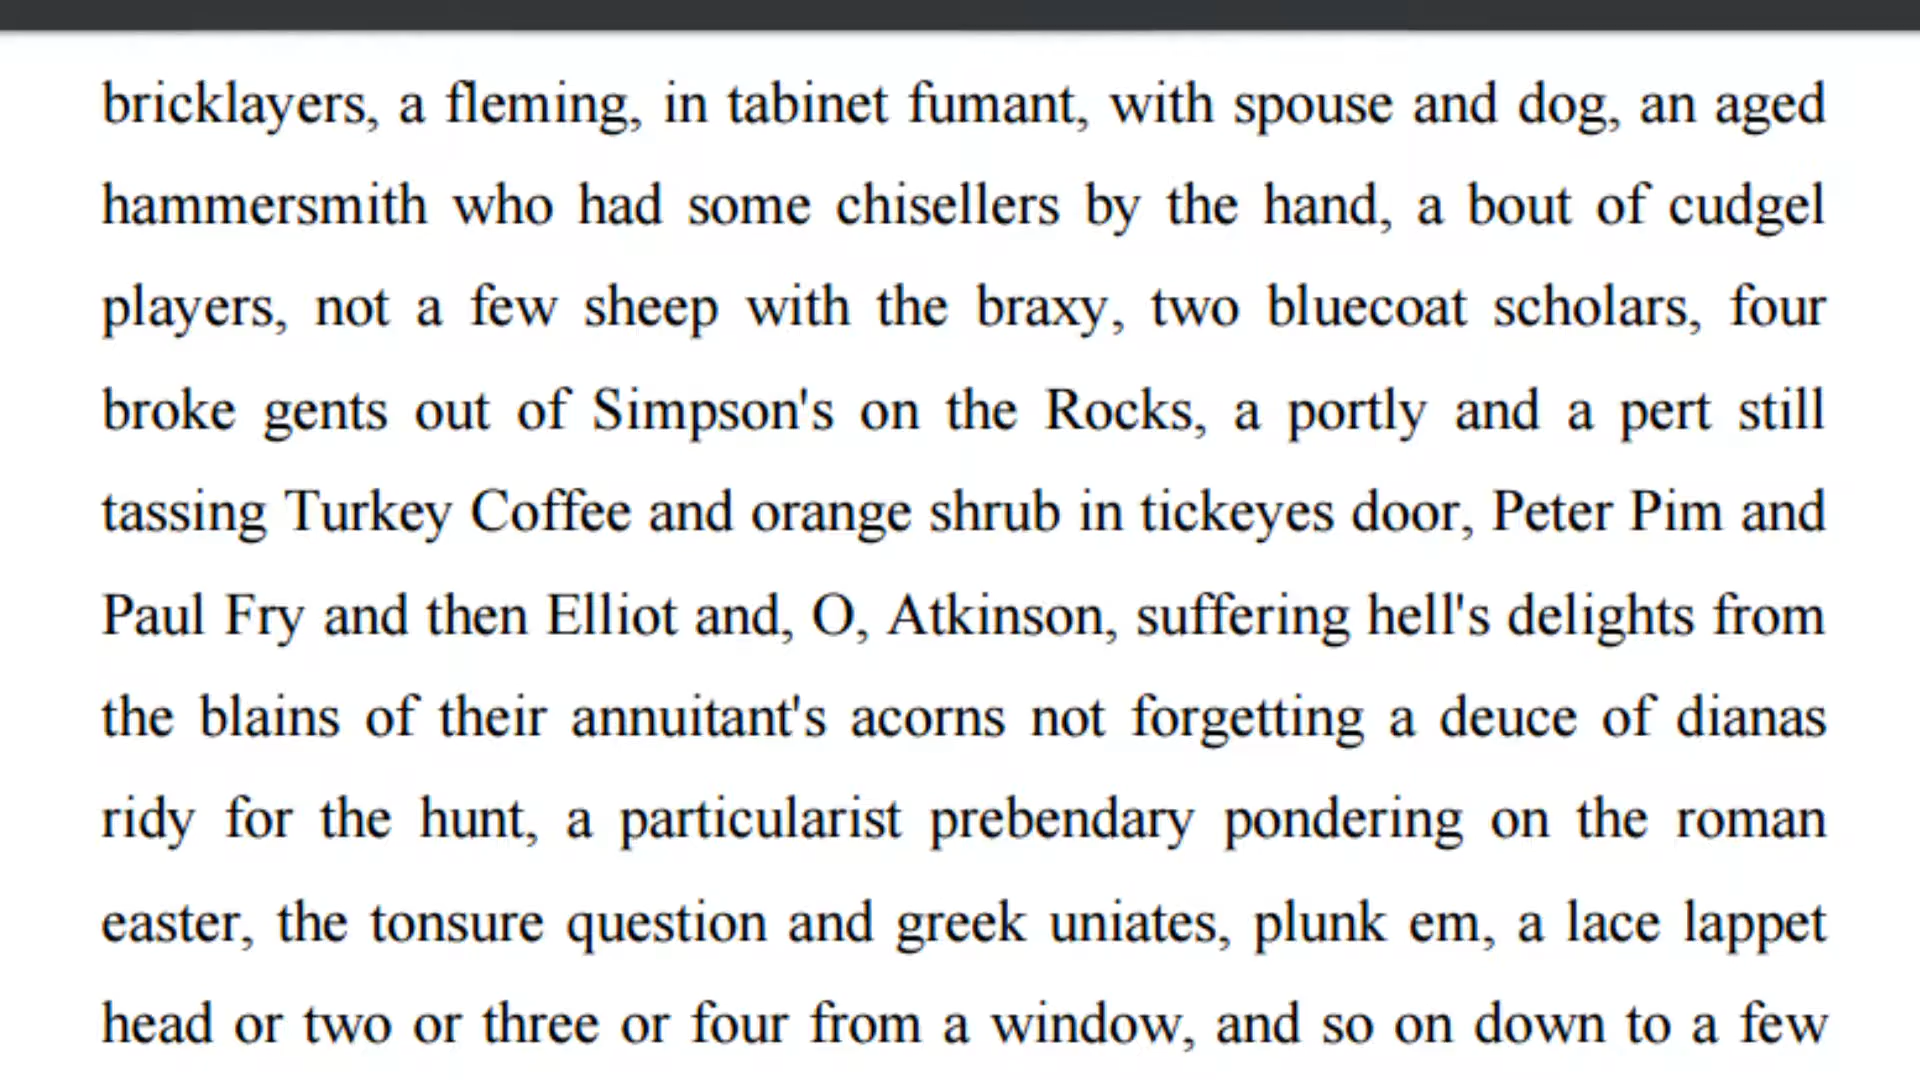 bricklayers, a fleming, in tabinet fumant, with spouse and dog, an aged
hammersmith who had some chisellers by the hand, a bout of cudgel
players, not a few sheep with the braxy, two bluecoat scholars, four
broke gents out of Simpson's on the Rocks, a portly and a pert still
tassing Turkey Coffee and orange shrub in tickeyes door, Peter Pim and
Paul Fry and then Elliot and, O, Atkinson, suffering hell's delights from
the blains of their annuitant's acorns not forgetting a deuce of dianas
ridy for the hunt, a particularist prebendary pondering on the roman
easter, the tonsure question and greek uniates, plunk em, a lace lappet
head or two or three or four from a window, and so on down to a few